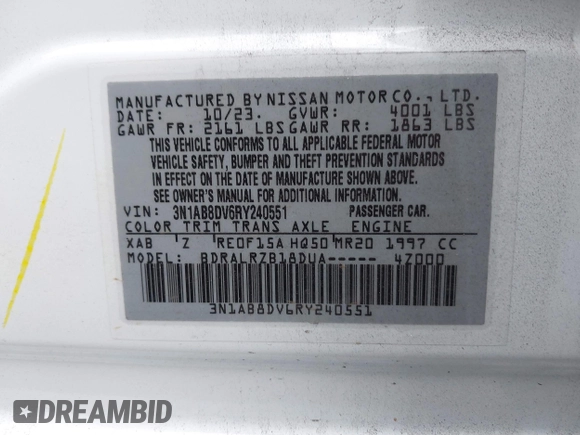 MANUFACTURED BY NISSAN MOTOR CO., LTD.
DATE: 10/23. GVWR: 4001 LBS
GAWR FR: 2161 LBS GAWR RR: 1863 LBS
THIS VEHICLE CONFORMS TO ALL APPLICABLE FEDERAL MOTOR
VEHICLE SAFETY, BUMPER AND THEFT PREVENTION STANDARDS
IN EFFECT ON THE DATE OF MANUFACTURE SHOWN ABOVE.
SEE OWNER'S MANUAL FOR ADDITIONAL INFORMATION.
VIN: 3N1AB8DV6RY240551 PASSENGER CAR.
COLOR TRIM TRANS AXLE ENGINE
XAB 'Z RE0F15A HQ50 MR20 1997 CC
MODEL: BDRALRZB18DUA----- 4Z000
3N1AB8DV6RY240551
DREAMBID